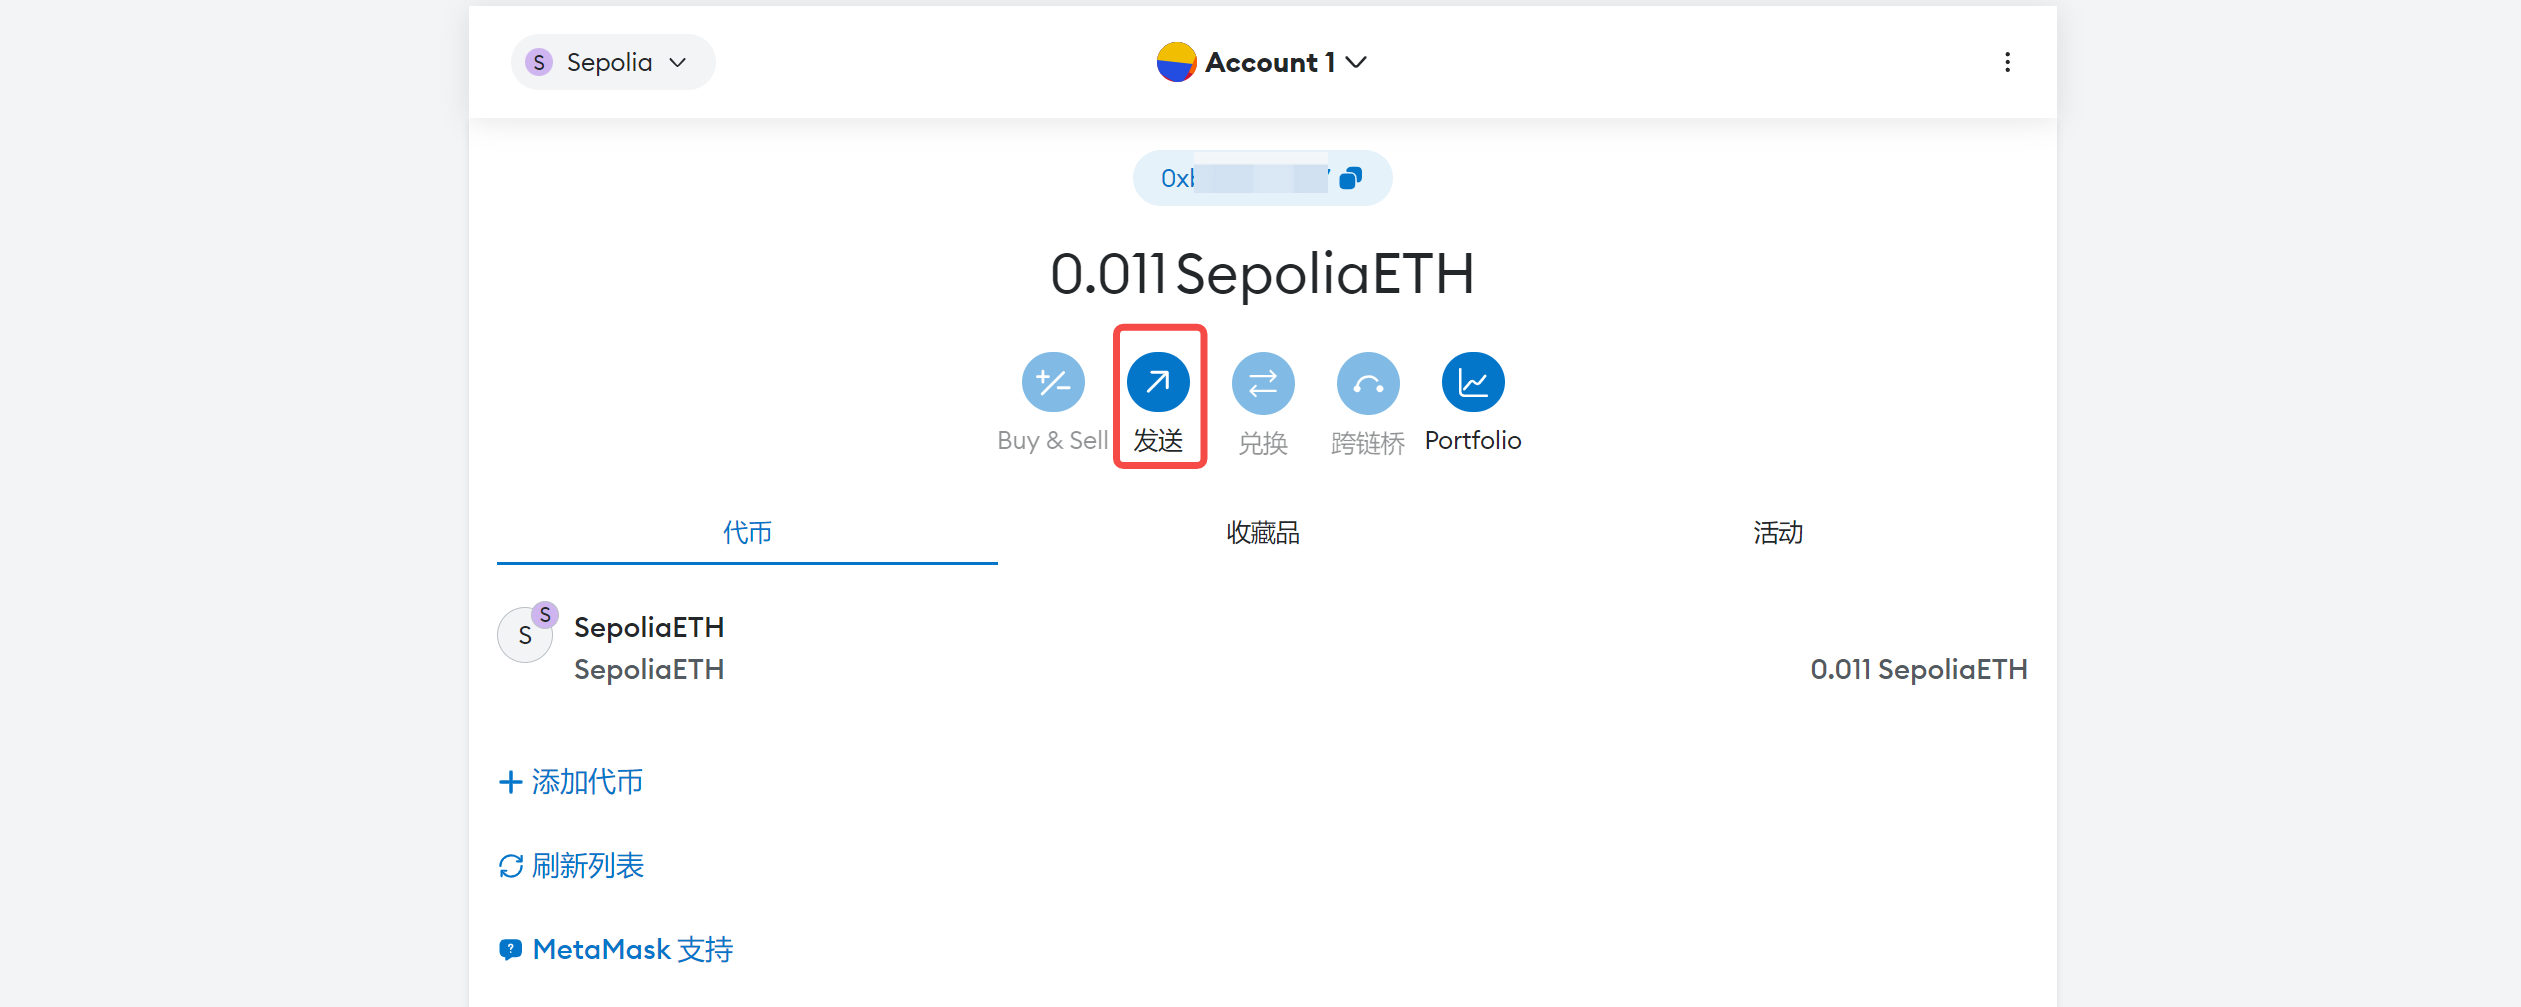 S Sepolia
Account 1
0.011 SepoliaETH
Buy & Sell
发送
兑换
跨链桥
Portfolio
代币
收藏品
活动
S
S
SepoliaETH
SepoliaETH
0.011 SepoliaETH
添加代币
刷新列表
MetaMask 支持